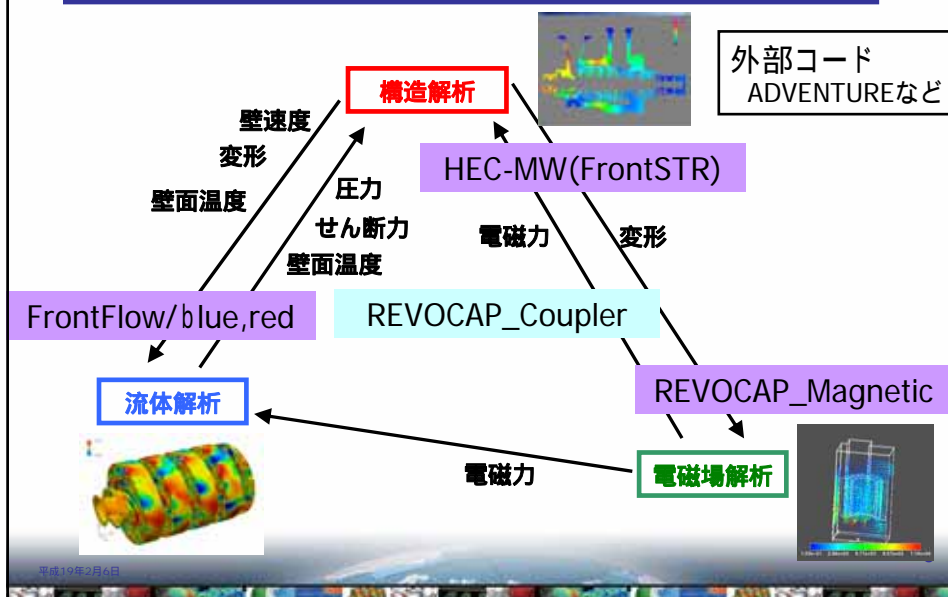 外部コード
ADVENTUREなど
構造解析
壁速度
変形
壁面温度
HEC-MW(FrontSTR)
圧力
せん断力
壁面温度
電磁力
変形
FrontFlow/blue,red
REVOCAP_Coupler
REVOCAP_Magnetic
流体解析
電磁力
電磁場解析
平成19年2月6日